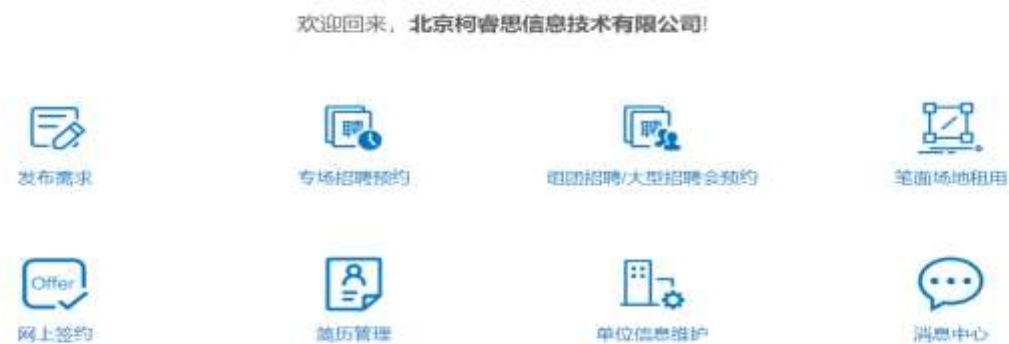 欢迎回来，北京柯睿思信息技术有限公司!
聘
聘
发布需求
专场招聘预约
组团招聘/大型招聘会预约
笔面场地租用
Offer
网上签约
简历管理
单位信息维护
消息中心